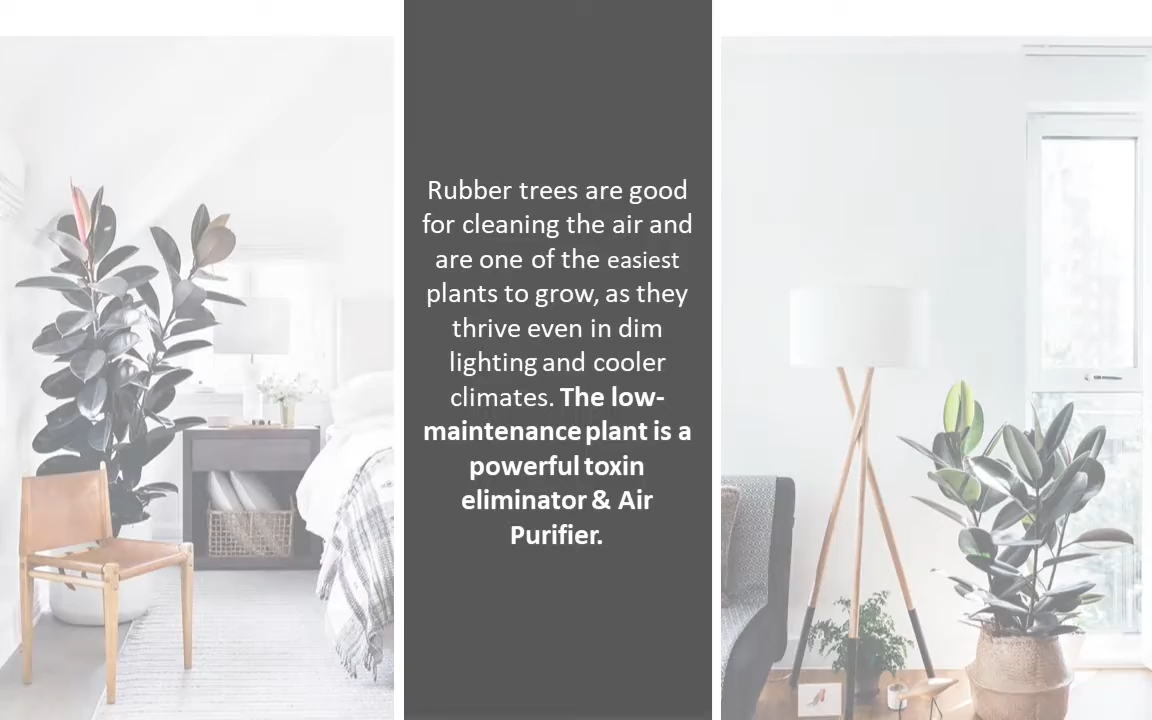 Rubber trees are good
for cleaning the air and
are one of the easiest
plants to grow, as they
thrive even in dim
lighting and cooler
climates. The low-
maintenance plant is a
powerful toxin
eliminator & Air
Purifier.